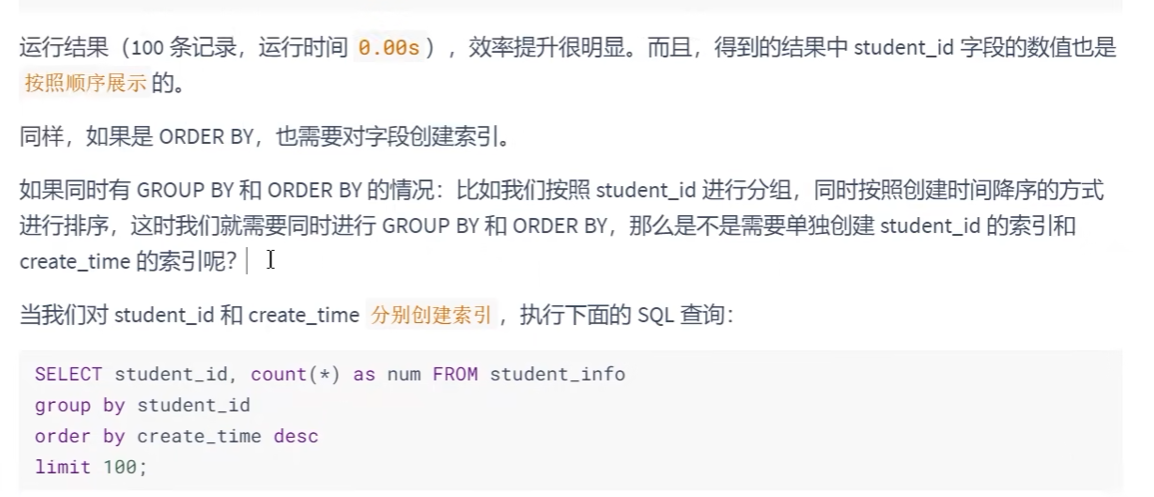 运行结果（100 条记录，运行时间 0.00s），效率提升很明显。而且，得到的结果中 student_id 字段的数值也是
按照顺序展示的。
同样，如果是 ORDER BY，也需要对字段创建索引。
如果同时有 GROUP BY 和 ORDER BY 的情况：比如我们按照 student_id 进行分组，同时按照创建时间降序的方式
进行排序，这时我们就需要同时进行 GROUP BY 和 ORDER BY，那么是不是需要单独创建 student_id 的索引和
create_time 的索引呢？
当我们对 student_id 和 create_time 分别创建索引，执行下面的 SQL 查询：
SELECT student_id, count(*) as num FROM student_info
group by student_id
order by create_time desc
limit 100;